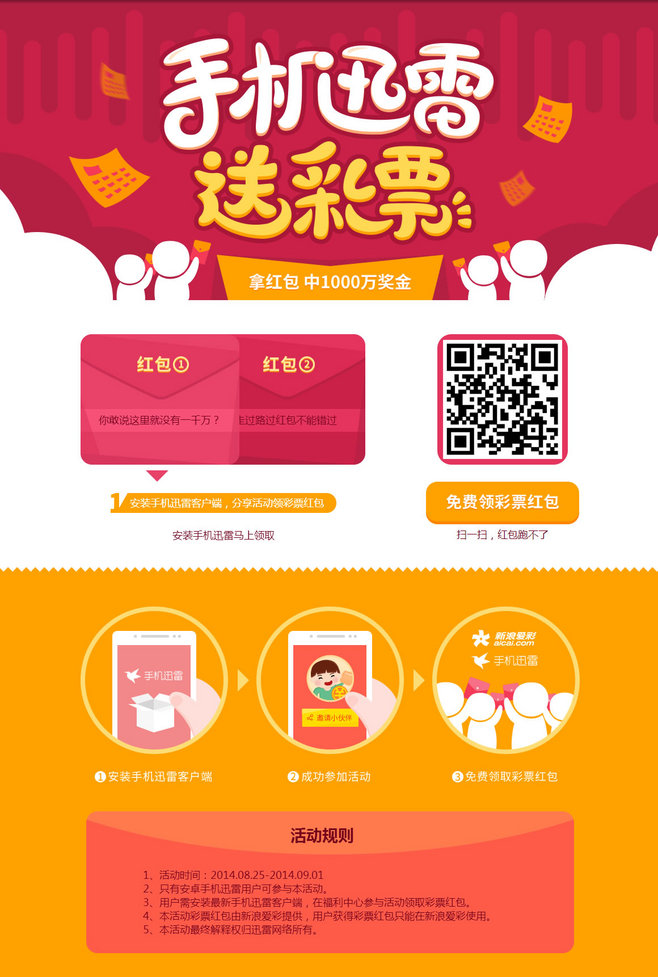 手机迅雷
送彩票
拿红包 中1000万奖金
红包①
红包②
你敢说这里就没有一千万？
走过路过红包不能错过
1 安装手机迅雷客户端，分享活动领彩票红包
安装手机迅雷马上领取
免费领彩票红包
扫一扫，红包跑不了
手机迅雷
邀请小伙伴
新浪爱彩
aicai.com
手机迅雷
①安装手机迅雷客户端
②成功参加活动
③免费领取彩票红包
活动规则
1、活动时间：2014.08.25-2014.09.01
2、只有安卓手机迅雷用户可参与本活动。
3、用户需安装最新手机迅雷客户端，在福利中心参与活动领取彩票红包。
4、本活动彩票红包由新浪爱彩提供，用户获得彩票红包只能在新浪爱彩使用。
5、本活动最终解释权归迅雷网络所有。